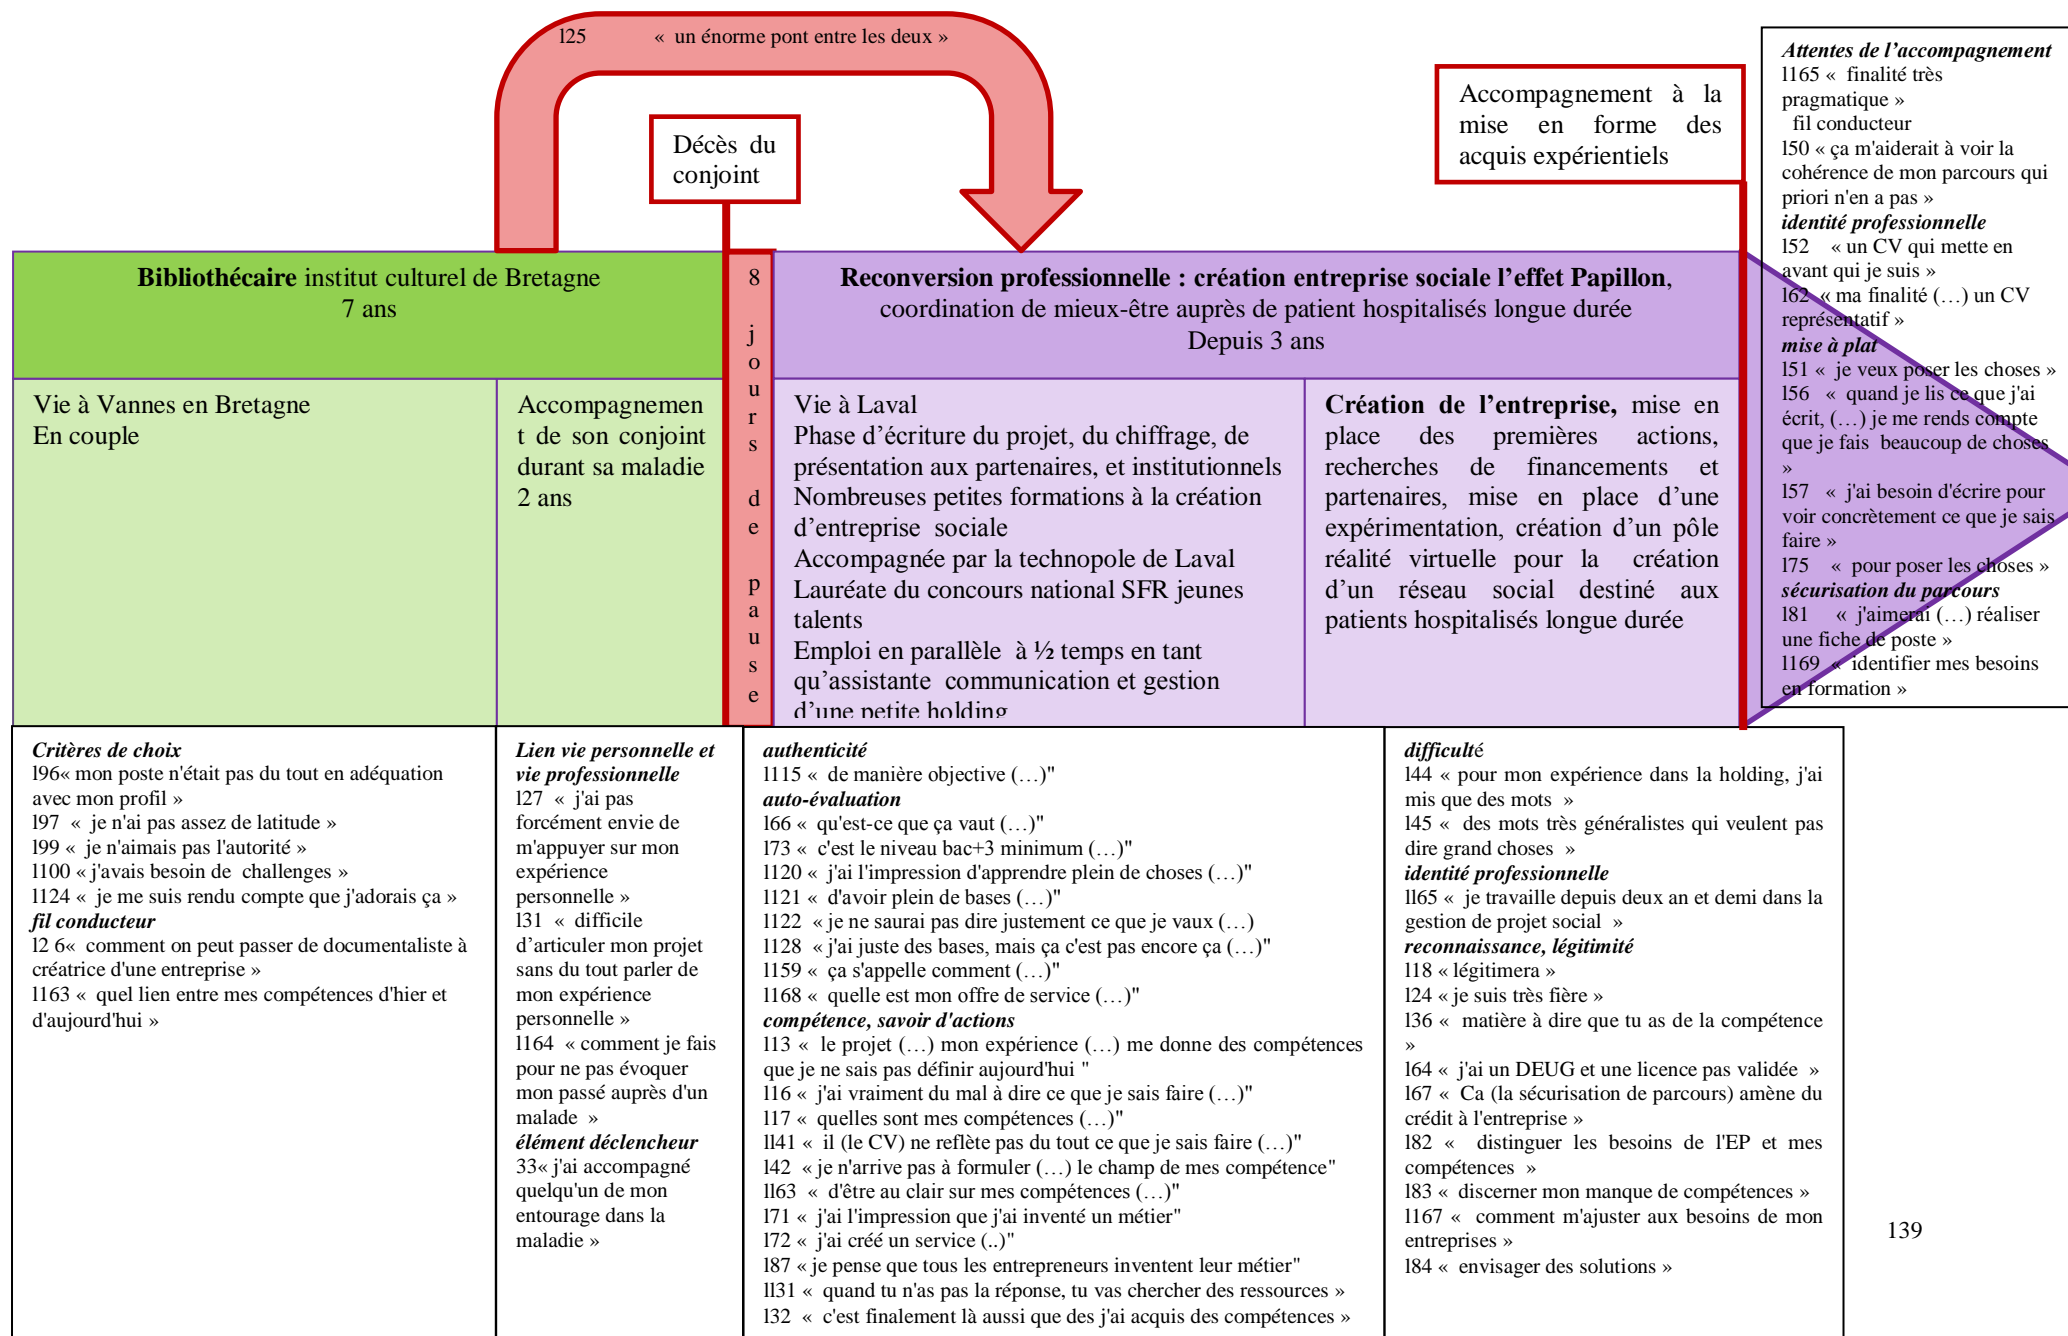 l25 « un énorme pont entre les deux »
Décès du
conjoint
Accompagnement à la
mise en forme des
acquis expérientiels
Attentes de l'accompagnement
l165 « finalité très
pragmatique »
fil conducteur
l50 « ça m'aiderait à voir la
cohérence de mon parcours qui
priori n'en a pas »
identité professionnelle
l52 « un CV qui mette en
avant qui je suis »
l62 « ma finalité (…) un CV
représentatif »
mise à plat
l51 « je veux poser les choses »
l56 « quand je lis ce que j'ai
écrit, (…) je me rends compte
que je fais beaucoup de choses
»
l57 « j'ai besoin d'écrire pour
voir concrètement ce que je sais
faire »
l75 « pour poser les choses »
sécurisation du parcours
l81 « j'aimerai (…) réaliser
une fiche de poste »
l169 « identifier mes besoins
en formation »
Bibliothécaire institut culturel de Bretagne
7 ans
8
j
o
u
r
s
d
e
p
a
u
s
e
Reconversion professionnelle : création entreprise sociale l'effet Papillon,
coordination de mieux-être auprès de patient hospitalisés longue durée
Depuis 3 ans
Vie à Vannes en Bretagne
En couple
Accompagnemen
t de son conjoint
durant sa maladie
2 ans
Vie à Laval
Phase d'écriture du projet, du chiffrage, de
présentation aux partenaires, et institutionnels
Nombreuses petites formations à la création
d'entreprise sociale
Accompagnée par la technopole de Laval
Lauréate du concours national SFR jeunes
talents
Emploi en parallèle à ½ temps en tant
qu'assistante communication et gestion
d'une petite holding
Création de l'entreprise, mise en
place des premières actions,
recherches de financements et
partenaires, mise en place d'une
expérimentation, création d'un pôle
réalité virtuelle pour la création
d'un réseau social destiné aux
patients hospitalisés longue durée
Critères de choix
l96« mon poste n'était pas du tout en adéquation
avec mon profil »
l97 « je n'ai pas assez de latitude »
l99 « je n'aimais pas l'autorité »
l100 « j'avais besoin de challenges »
l124 « je me suis rendu compte que j'adorais ça »
fil conducteur
l2 6« comment on peut passer de documentaliste à
créatrice d'une entreprise »
l163 « quel lien entre mes compétences d'hier et
d'aujourd'hui »
Lien vie personnelle et
vie professionnelle
l27 « j'ai pas
forcément envie de
m'appuyer sur mon
expérience
personnelle »
l31 « difficile
d'articuler mon projet
sans du tout parler de
mon expérience
personnelle »
l164 « comment je fais
pour ne pas évoquer
mon passé auprès d'un
malade »
élément déclencheur
33« j'ai accompagné
quelqu'un de mon
entourage dans la
maladie »
authenticité
l115 « de manière objective (…)"
auto-évaluation
l66 « qu'est-ce que ça vaut (…)"
l73 « c'est le niveau bac+3 minimum (…)"
l120 « j'ai l'impression d'apprendre plein de choses (…)"
l121 « d'avoir plein de bases (…)"
l122 « je ne saurai pas dire justement ce que je vaux (…)
l128 « j'ai juste des bases, mais ça c'est pas encore ça (…)"
l159 « ça s'appelle comment (…)"
l168 « quelle est mon offre de service (…)"
compétence, savoir d'actions
l13 « le projet (…) mon expérience (…) me donne des compétences
que je ne sais pas définir aujourd'hui "
l16 « j'ai vraiment du mal à dire ce que je sais faire (…)"
l17 « quelles sont mes compétences (…)"
ll41 « il (le CV) ne reflète pas du tout ce que je sais faire (…)"
l42 « je n'arrive pas à formuler (…) le champ de mes compétence"
ll63 « d'être au clair sur mes compétences (…)"
l71 « j'ai l'impression que j'ai inventé un métier"
l72 « j'ai créé un service (..)"
l87 « je pense que tous les entrepreneurs inventent leur métier"
ll31 « quand tu n'as pas la réponse, tu vas chercher des ressources »
l32 « c'est finalement là aussi que des j'ai acquis des compétences »
difficulté
l44 « pour mon expérience dans la holding, j'ai
mis que des mots »
l45 « des mots très généralistes qui veulent pas
dire grand choses »
identité professionnelle
ll65 « je travaille depuis deux an et demi dans la
gestion de projet social »
reconnaissance, légitimité
l18 « légitimera »
l24 « je suis très fière »
l36 « matière à dire que tu as de la compétence
»
l64 « j'ai un DEUG et une licence pas validée »
l67 « Ca (la sécurisation de parcours) amène du
crédit à l'entreprise »
l82 « distinguer les besoins de l'EP et mes
compétences »
l83 « discerner mon manque de compétences »
l167 « comment m'ajuster aux besoins de mon
entreprises »
l84 « envisager des solutions »
139